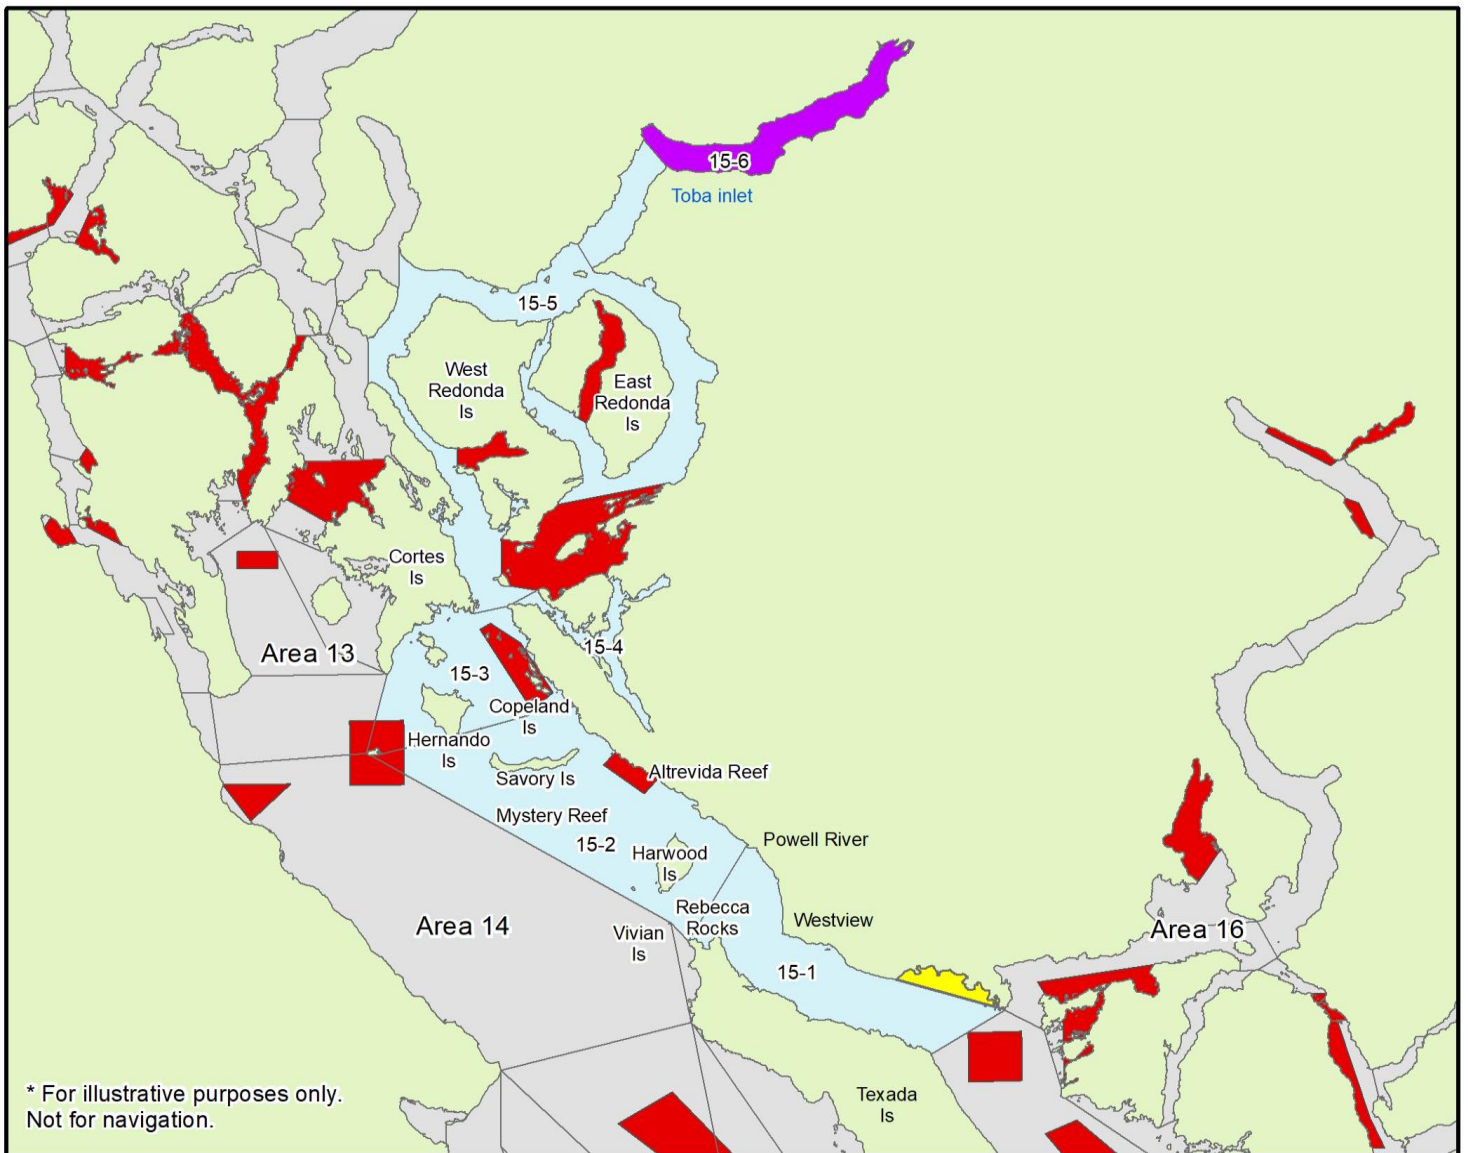 15-6
Toba inlet
15-5
West
Redonda
Is
East
Redonda
Is
Cortes
Is
Area 13
15-4
15-3
Copeland
Is
Hernando
Is
Savory Is
Altrevida Reef
Mystery Reef
15-2
Harwood
Is
Powell River
Rebecca
Rocks
Westview
Area 14
Vivian
Is
Area 16
15-1
Texada
Is
* For illustrative purposes only.
Not for navigation.